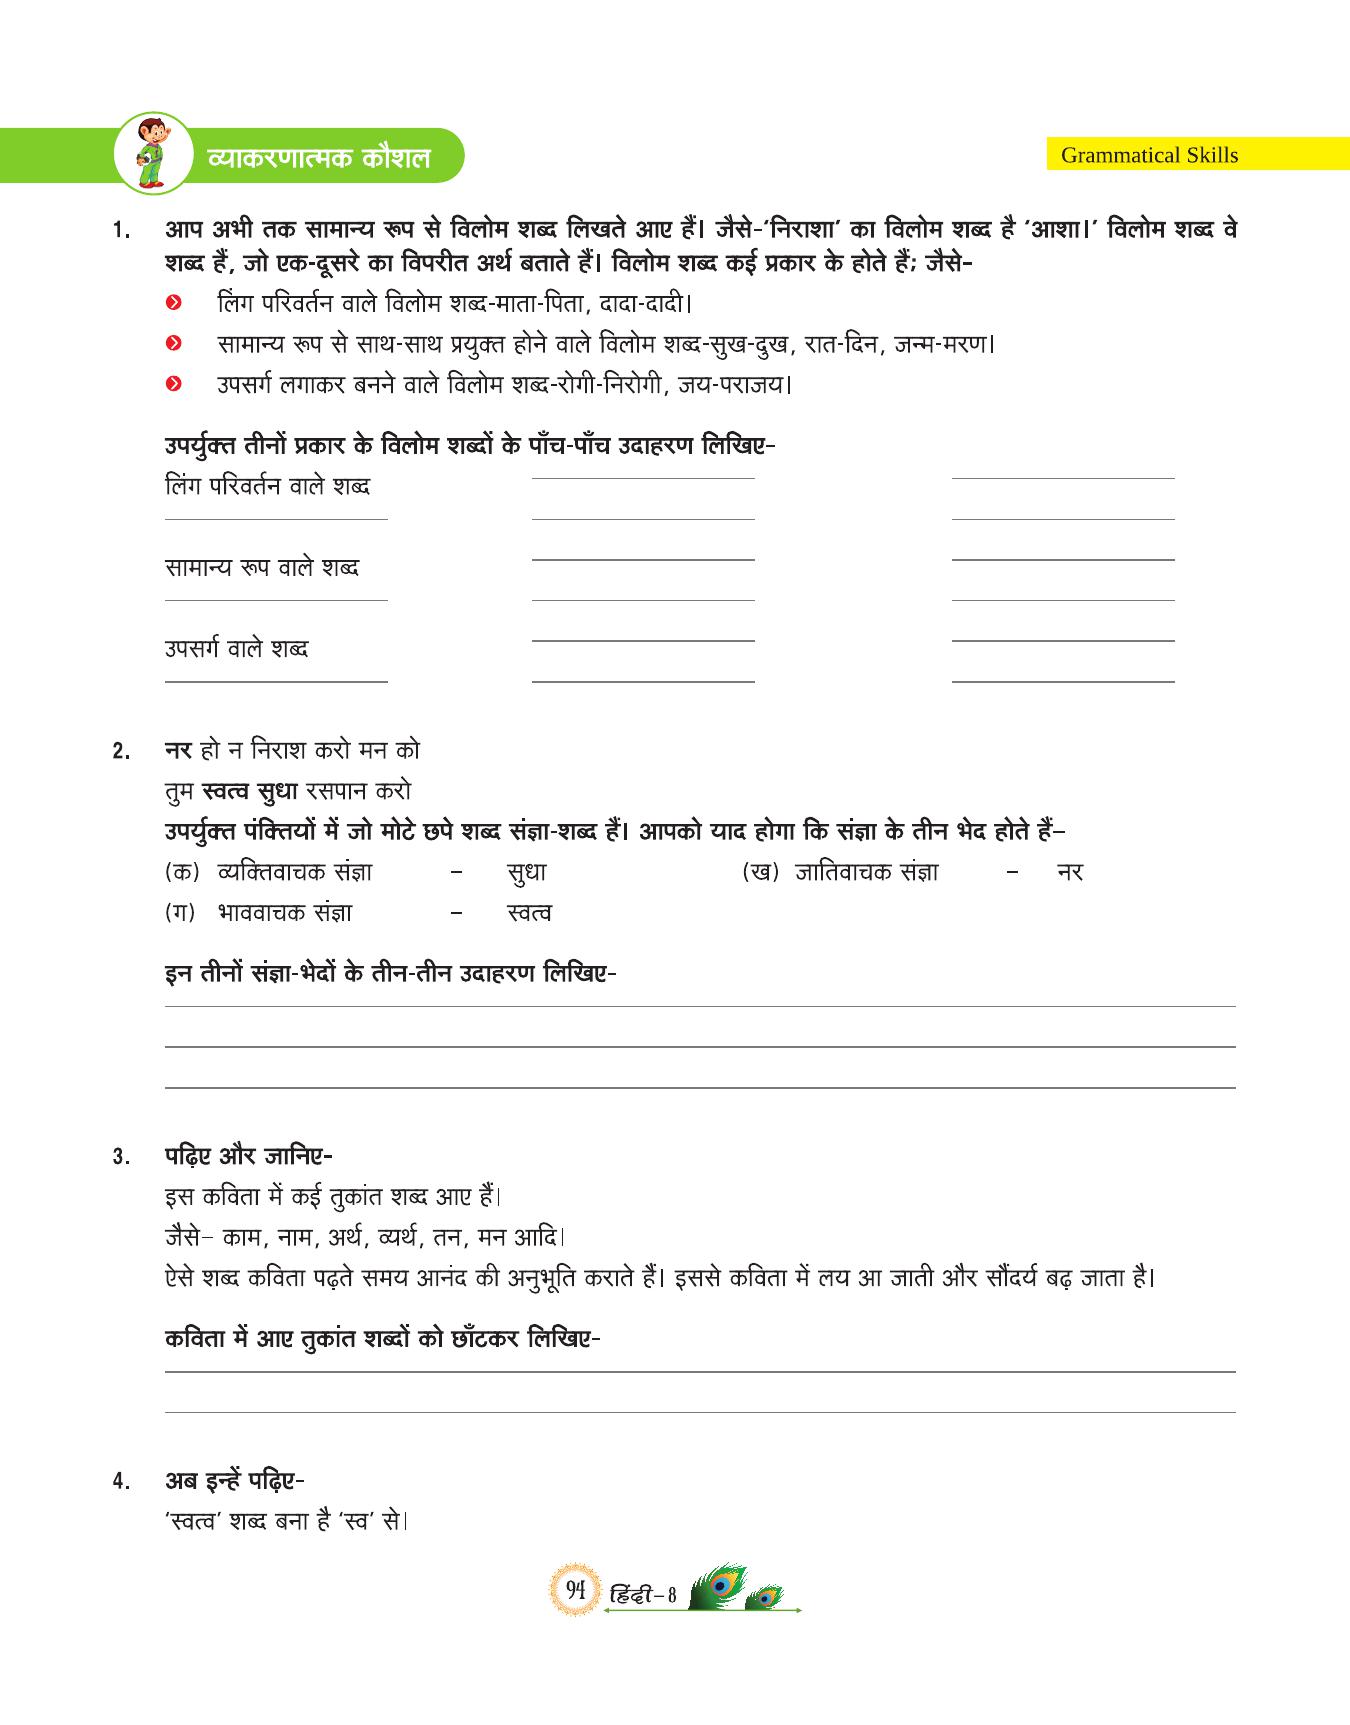 व्याकरणात्मक कौशल
Grammatical Skills
1. आप अभी तक सामान्य रूप से विलोम शब्द लिखते आए हैं। जैसे-‘निराशा’ का विलोम शब्द है ‘आशा।’ विलोम शब्द वे
शब्द हैं, जो एक-दूसरे का विपरीत अर्थ बताते हैं। विलोम शब्द कई प्रकार के होते हैं; जैसे-
लिंग परिवर्तन वाले विलोम शब्द-माता-पिता, दादा-दादी।
सामान्य रूप से साथ-साथ प्रयुक्त होने वाले विलोम शब्द-सुख-दुख, रात-दिन, जन्म-मरण।
उपसर्ग लगाकर बनने वाले विलोम शब्द-रोगी-निरोगी, जय-पराजय।
उपर्युक्त तीनों प्रकार के विलोम शब्दों के पाँच-पाँच उदाहरण लिखिए-
लिंग परिवर्तन वाले शब्द
सामान्य रूप वाले शब्द
उपसर्ग वाले शब्द
2. नर हो न निराश करो मन को
तुम स्वत्व सुधा रसपान करो
उपर्युक्त पंक्तियों में जो मोटे छपे शब्द संज्ञा-शब्द हैं। आपको याद होगा कि संज्ञा के तीन भेद होते हैं–
(क) व्यक्तिवाचक संज्ञा – सुधा (ख) जातिवाचक संज्ञा – नर
(ग) भाववाचक संज्ञा – स्वत्व
इन तीनों संज्ञा-भेदों के तीन-तीन उदाहरण लिखिए-
3. पढ़िए और जानिए-
इस कविता में कई तुकांत शब्द आए हैं।
जैसे– काम, नाम, अर्थ, व्यर्थ, तन, मन आदि।
ऐसे शब्द कविता पढ़ते समय आनंद की अनुभूति कराते हैं। इससे कविता में लय आ जाती और सौंदर्य बढ़ जाता है।
कविता में आए तुकांत शब्दों को छाँटकर लिखिए-
4. अब इन्हें पढ़िए-
‘स्वत्व’ शब्द बना है ‘स्व’ से।
94 हिंदी–8